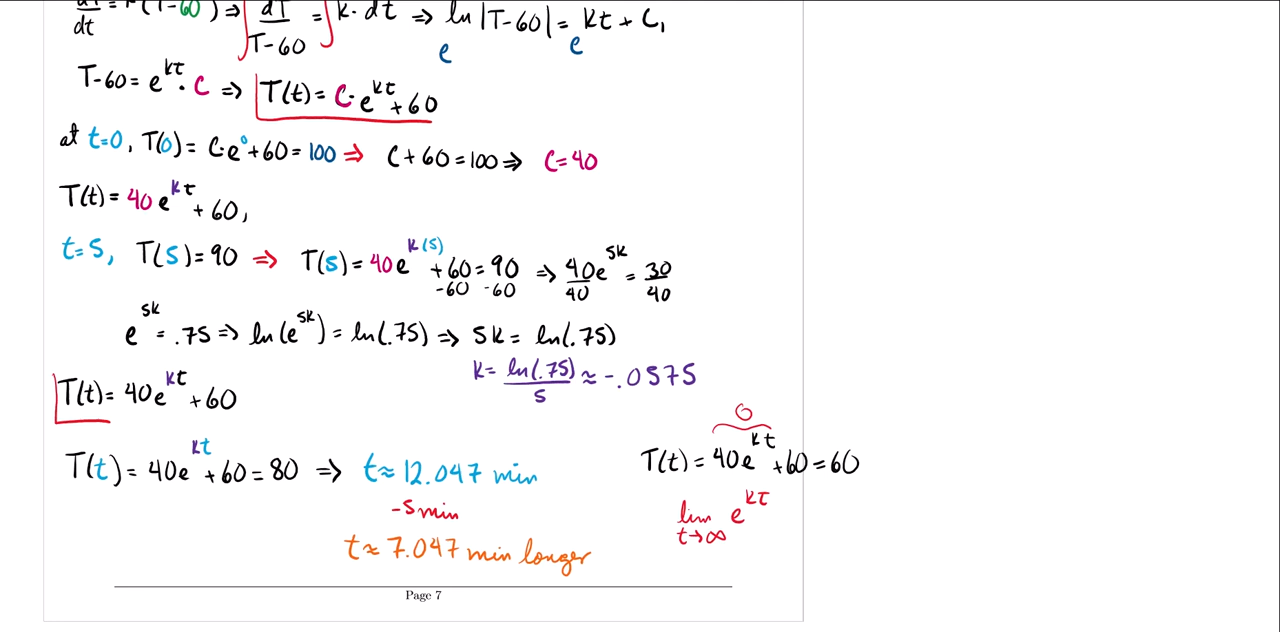 dT/dt = k(T-60) ⇒ ∫ dT/T-60 = ∫ k · dt ⇒ ln|T-60| = kt + C₁
e e
T-60 = e^kt · C ⇒ T(t) = C · e^kt + 60
at t=0, T(0) = C·e^0 + 60 = 100 ⇒ C + 60 = 100 ⇒ C = 40
T(t) = 40e^kt + 60,
t=5, T(5) = 90 ⇒ T(5) = 40e^k(5) + 60 = 90 ⇒ 40e^5k/40 = 30/40
-60 -60
e^5k = .75 ⇒ ln(e^5k) = ln(.75) ⇒ 5k = ln(.75)
k = ln(.75)/5 ≈ -.0575
T(t) = 40e^kt + 60
0
T(t) = 40e^kt + 60 = 80 ⇒ t ≈ 12.047 min
T(t) = 40e^kt + 60 = 60
-5 min
lim t→∞ e^kt
t ≈ 7.047 min longer
Page 7